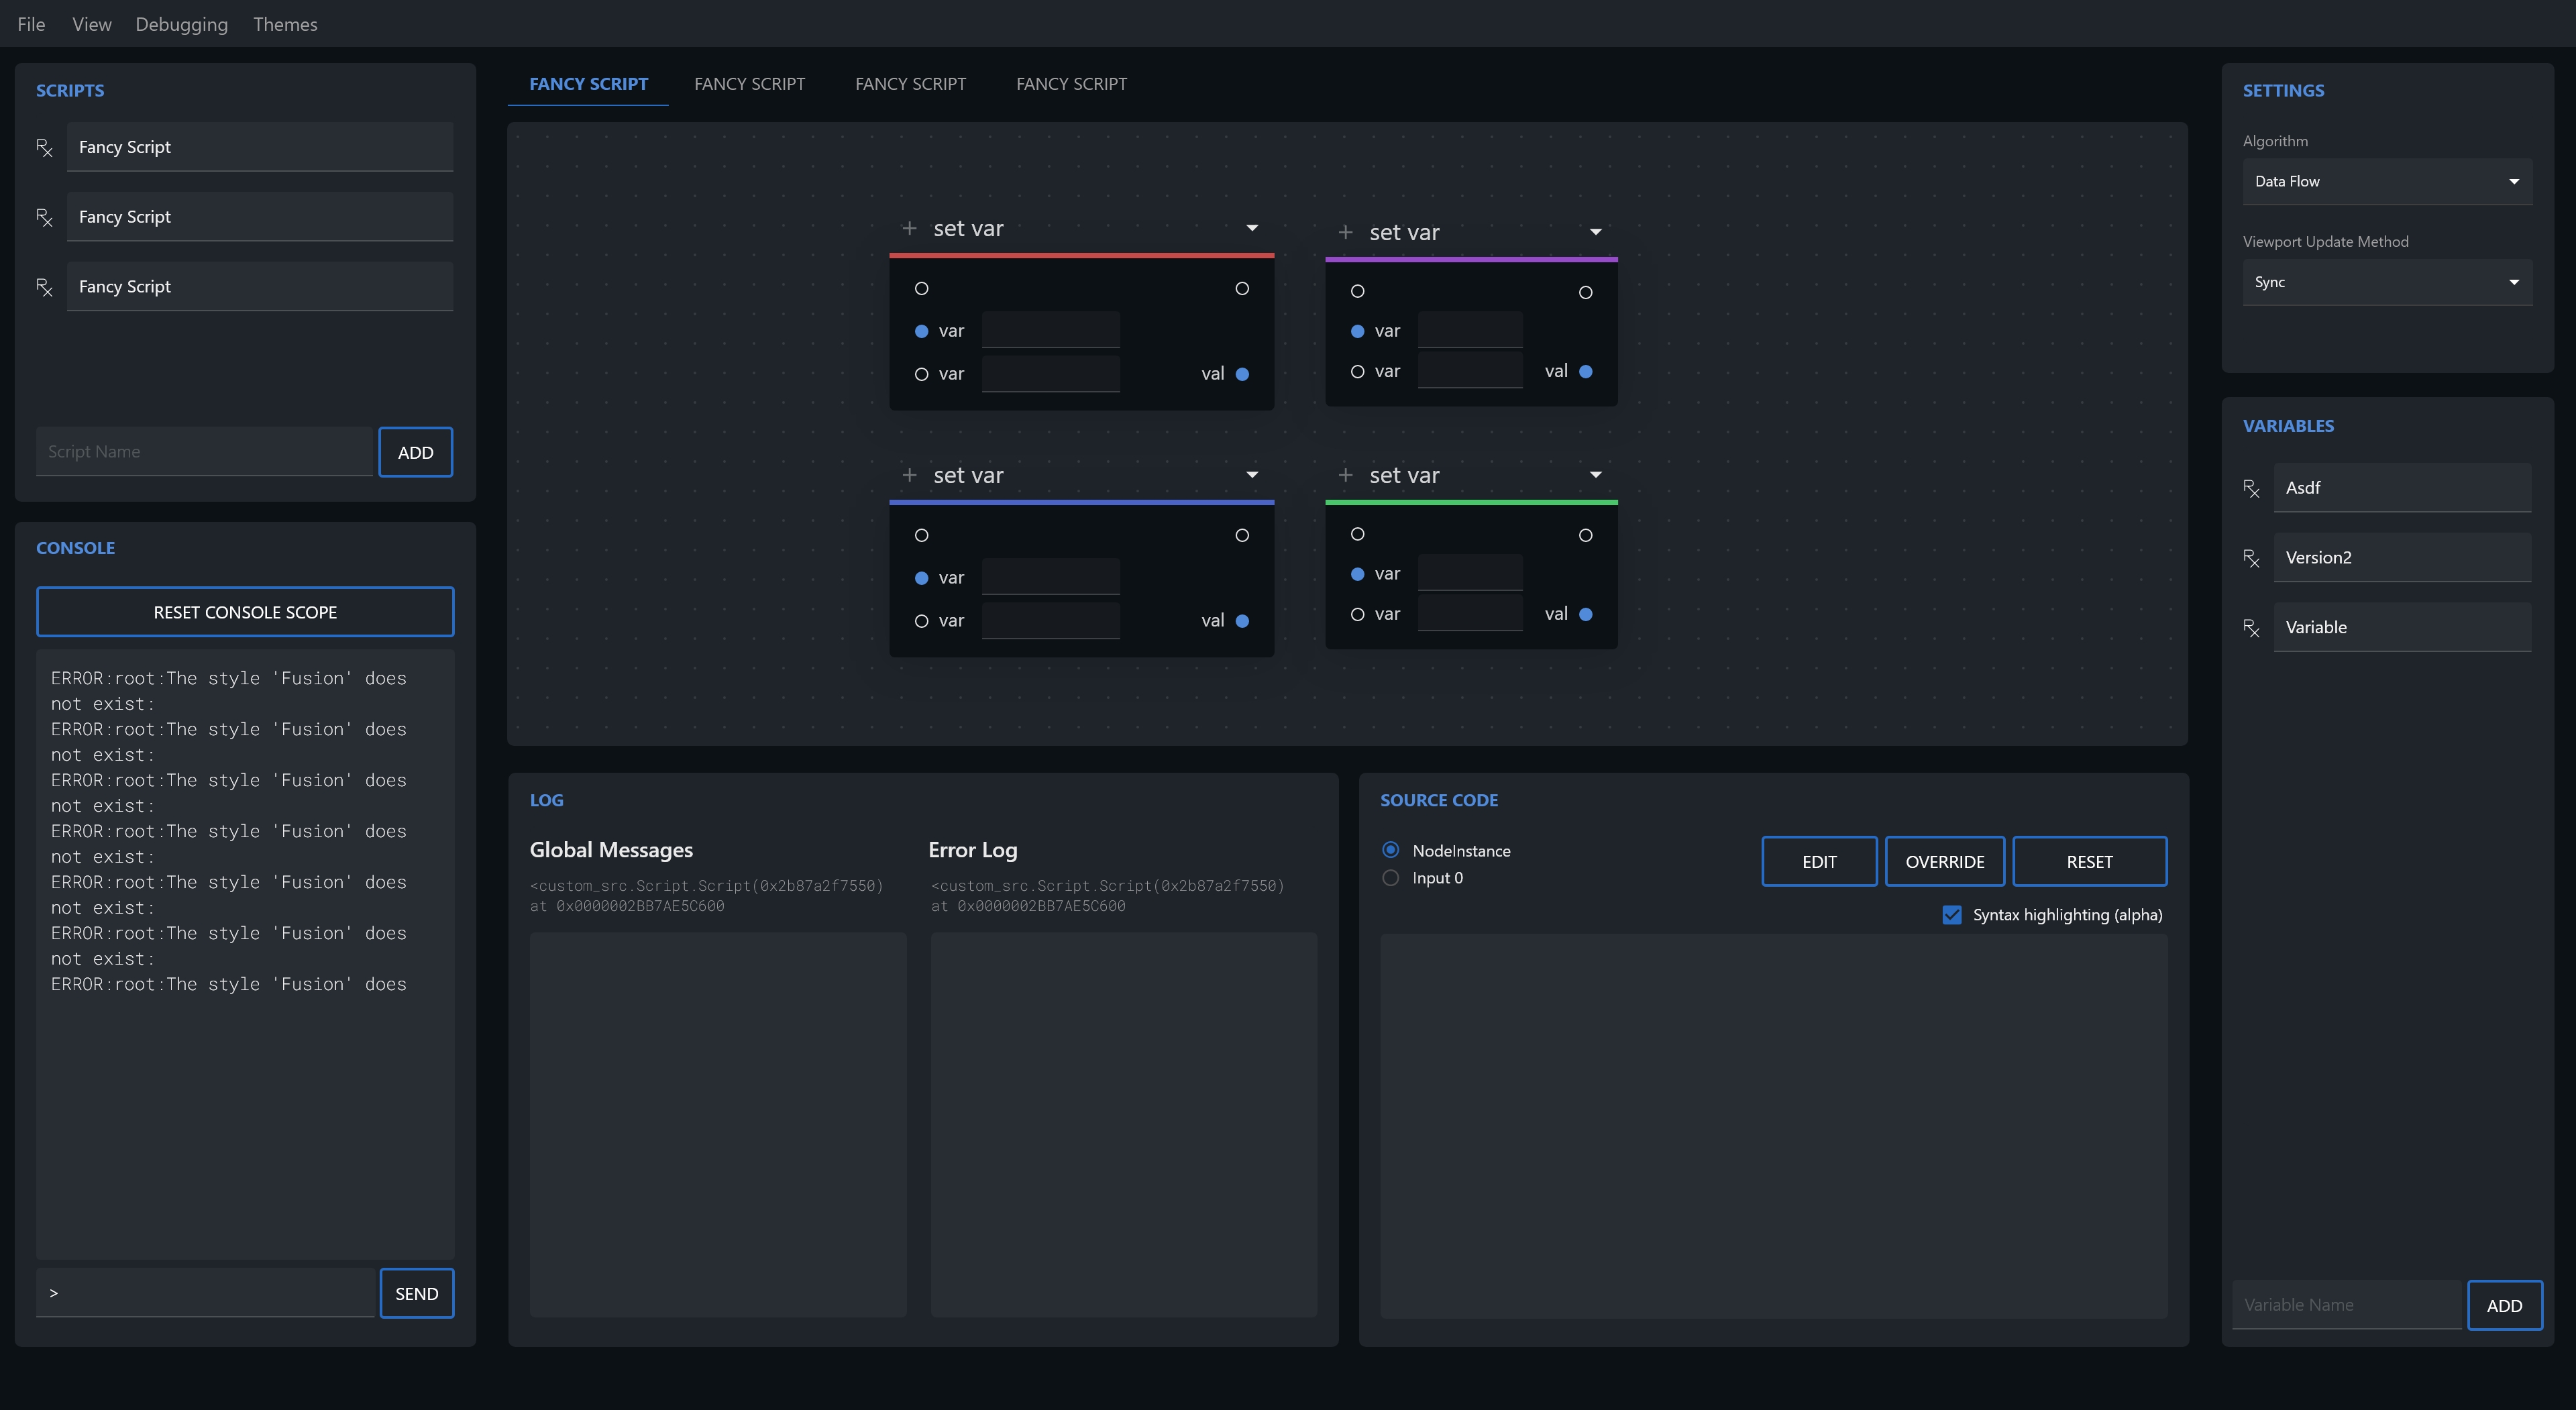 File View Debugging Themes
SCRIPTS
Fancy Script
Fancy Script
Fancy Script
Script Name
ADD
CONSOLE
RESET CONSOLE SCOPE
ERROR:root:The style 'Fusion' does
not exist:
ERROR:root:The style 'Fusion' does
not exist:
ERROR:root:The style 'Fusion' does
not exist:
ERROR:root:The style 'Fusion' does
not exist:
ERROR:root:The style 'Fusion' does
not exist:
ERROR:root:The style 'Fusion' does
not exist:
ERROR:root:The style 'Fusion' does
>
SEND
FANCY SCRIPT FANCY SCRIPT FANCY SCRIPT FANCY SCRIPT
set var
var
var val
set var
var
var val
set var
var
var val
set var
var
var val
LOG
Global Messages
<custom_src.Script.Script(0x2b87a2f7550)
at 0x0000002BB7AE5C600
Error Log
<custom_src.Script.Script(0x2b87a2f7550)
at 0x0000002BB7AE5C600
SOURCE CODE
NodeInstance
Input 0
EDIT OVERRIDE RESET
Syntax highlighting (alpha)
SETTINGS
Algorithm
Data Flow
Viewport Update Method
Sync
VARIABLES
Asdf
Version2
Variable
Variable Name
ADD